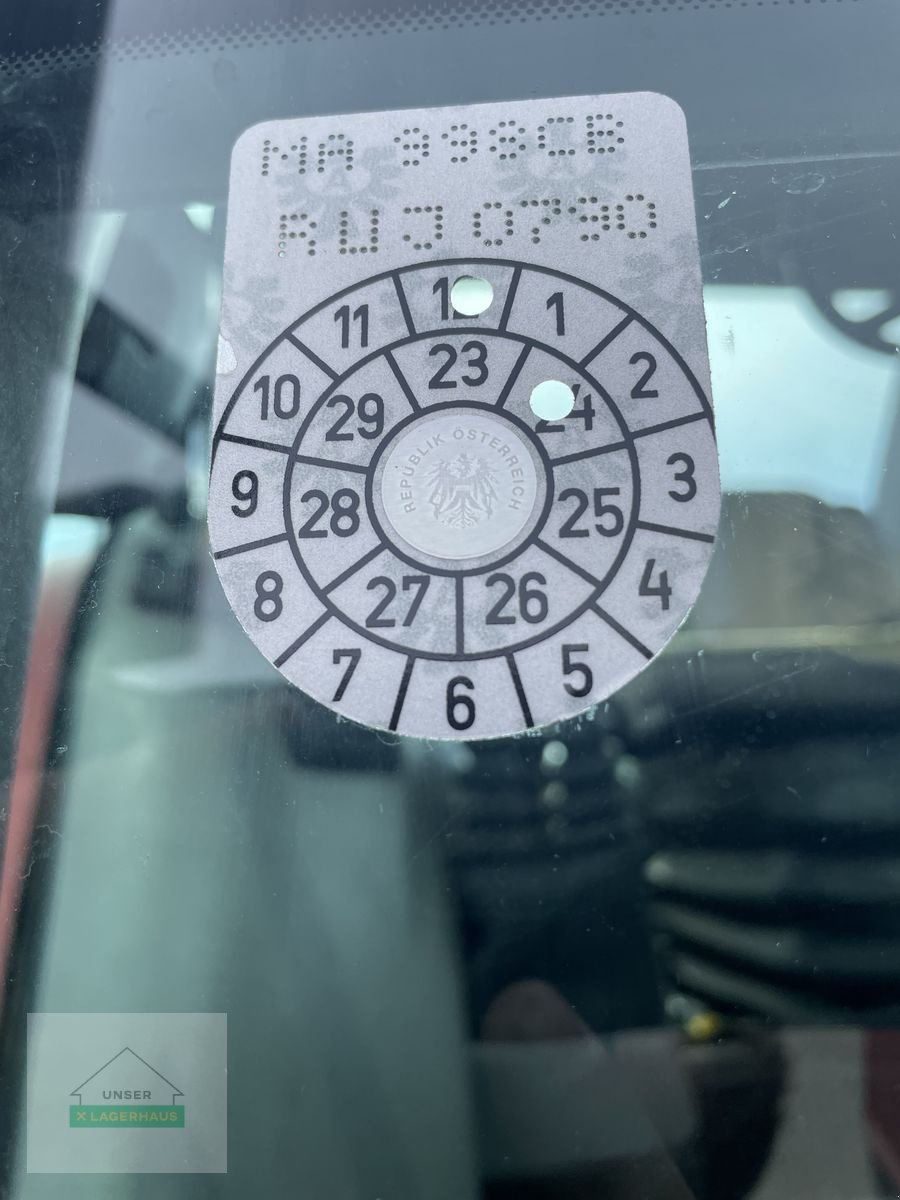 MA 998CB
RUJ0790
12 1 2 3 4 5 6 7 8 9 10 11
23 24 25 26 27 28 29
REPUBLIK ÖSTERREICH
UNSER
X LAGERHAUS